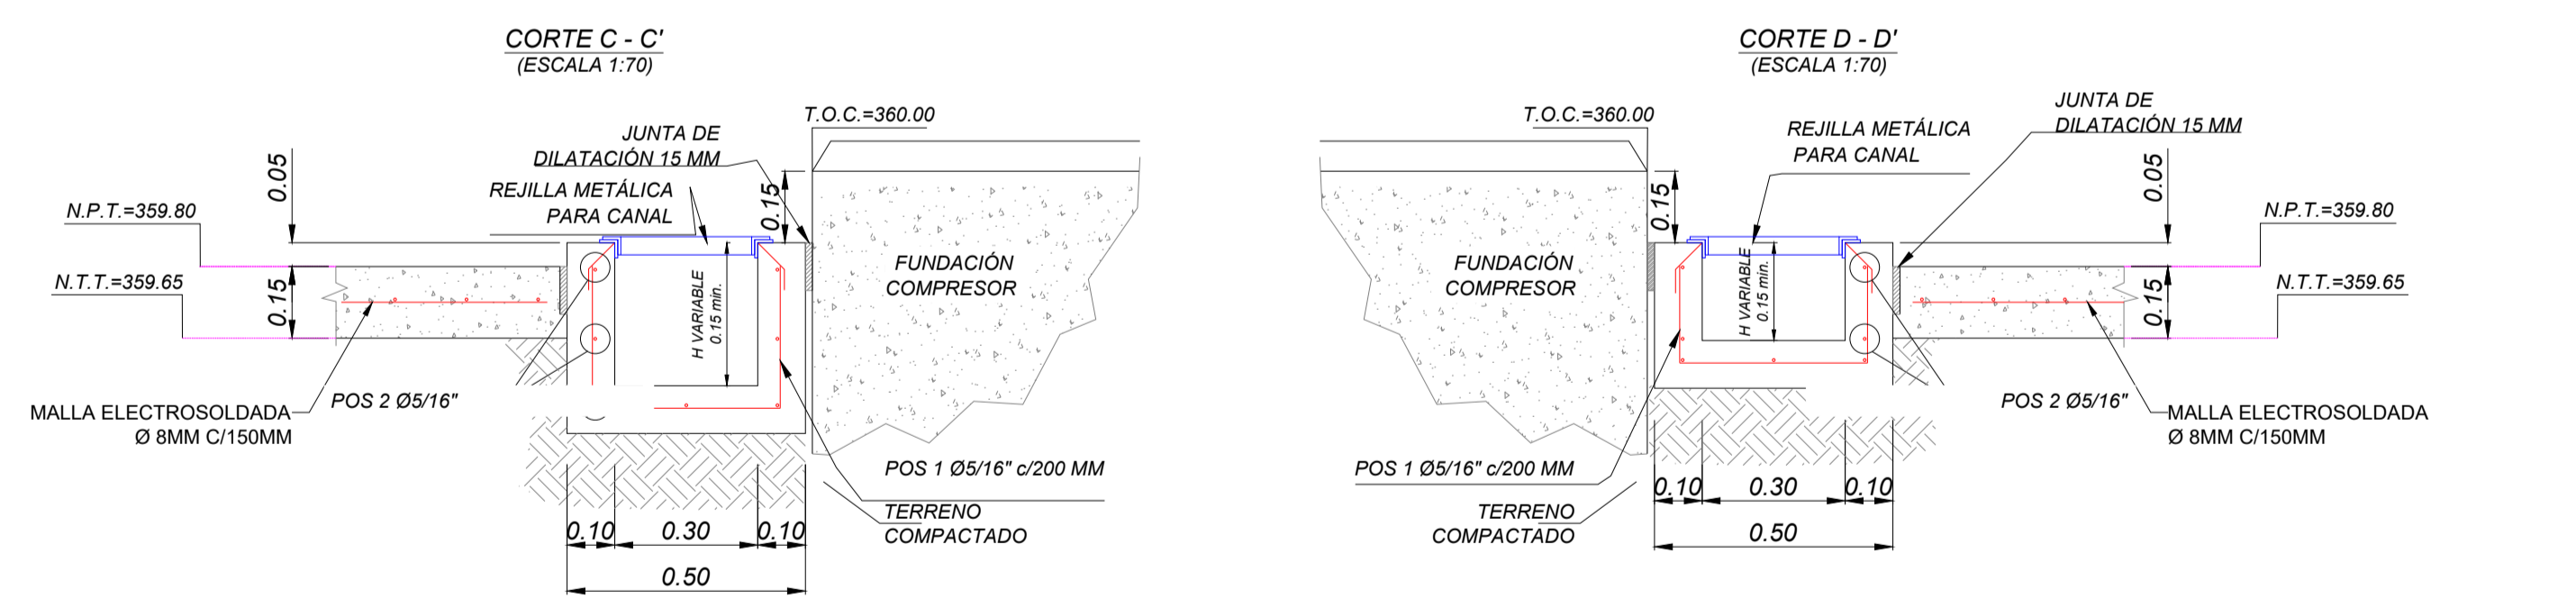 CORTE C - C'
(ESCALA 1:70)
T.O.C.=360.00
JUNTA DE
DILATACIÓN 15 MM
REJILLA METÁLICA
PARA CANAL
0.05
0.15
N.P.T.=359.80
N.T.T.=359.65
0.15
H VARIABLE
0.15 min.
FUNDACIÓN
COMPRESOR
MALLA ELECTROSOLDADA
Ø 8MM C/150MM
POS 2 Ø5/16"
POS 1 Ø5/16" c/200 MM
TERRENO
COMPACTADO
0.10
0.30
0.10
0.50
CORTE D - D'
(ESCALA 1:70)
T.O.C.=360.00
REJILLA METÁLICA
PARA CANAL
JUNTA DE
DILATACIÓN 15 MM
0.15
0.05
N.P.T.=359.80
N.T.T.=359.65
0.15
FUNDACIÓN
COMPRESOR
H VARIABLE
0.15 min.
POS 2 Ø5/16"
MALLA ELECTROSOLDADA
Ø 8MM C/150MM
POS 1 Ø5/16" c/200 MM
TERRENO
COMPACTADO
0.10
0.30
0.10
0.50